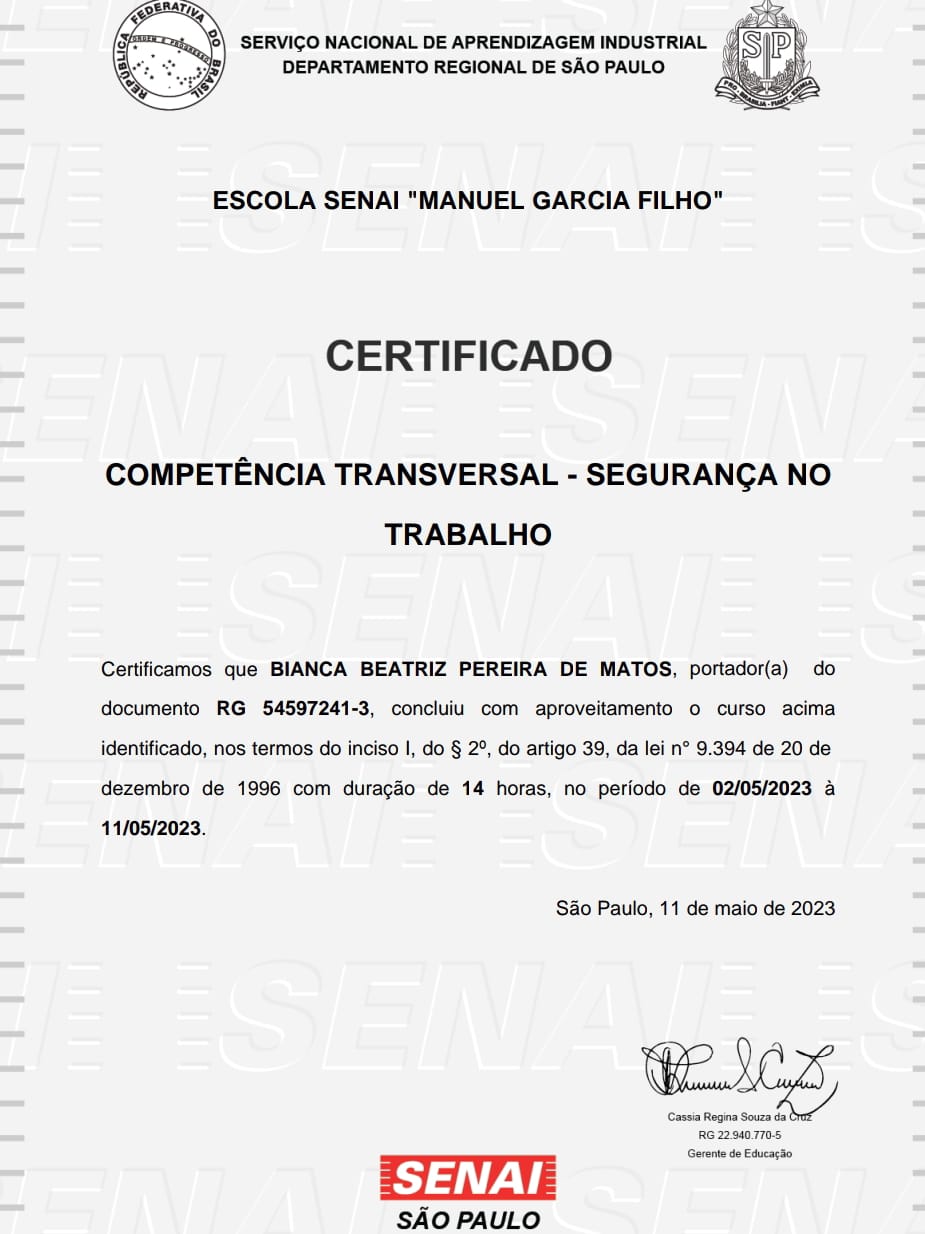 REPÚBLICA FEDERATIVA DO BRASIL
ORDEM E PROGRESSO
SERVIÇO NACIONAL DE APRENDIZAGEM INDUSTRIAL
DEPARTAMENTO REGIONAL DE SÃO PAULO
SP
PRO · BRASILIA · FIANT · EXIMIA
ESCOLA SENAI "MANUEL GARCIA FILHO"
CERTIFICADO
COMPETÊNCIA TRANSVERSAL - SEGURANÇA NO
TRABALHO
Certificamos que BIANCA BEATRIZ PEREIRA DE MATOS, portador(a) do
documento RG 54597241-3, concluiu com aproveitamento o curso acima
identificado, nos termos do inciso I, do § 2º, do artigo 39, da lei n° 9.394 de 20 de
dezembro de 1996 com duração de 14 horas, no período de 02/05/2023 à
11/05/2023.
São Paulo, 11 de maio de 2023
Cassia Regina Souza da Cruz
RG 22.940.770-5
Gerente de Educação
SENAI
SÃO PAULO